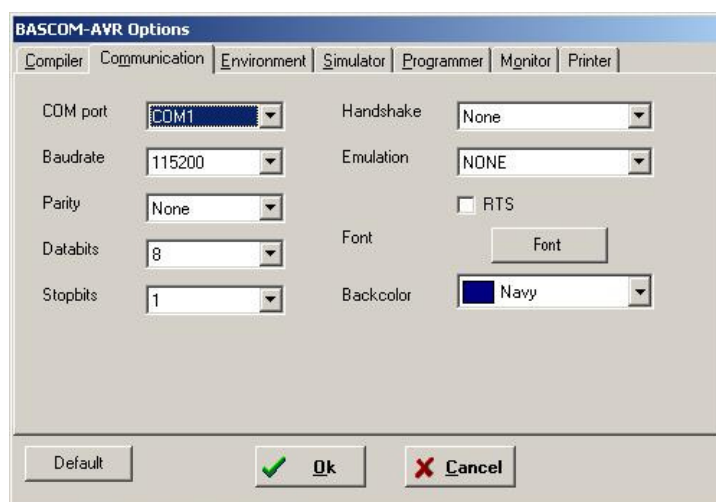 BASCOM-AVR Options
Compiler Communication Environment Simulator Programmer Monitor Printer
COM port COM1 Handshake None
Baudrate 115200 Emulation NONE
Parity None RTS
Databits 8 Font Font
Stopbits 1 Backcolor Navy
Default Ok Cancel